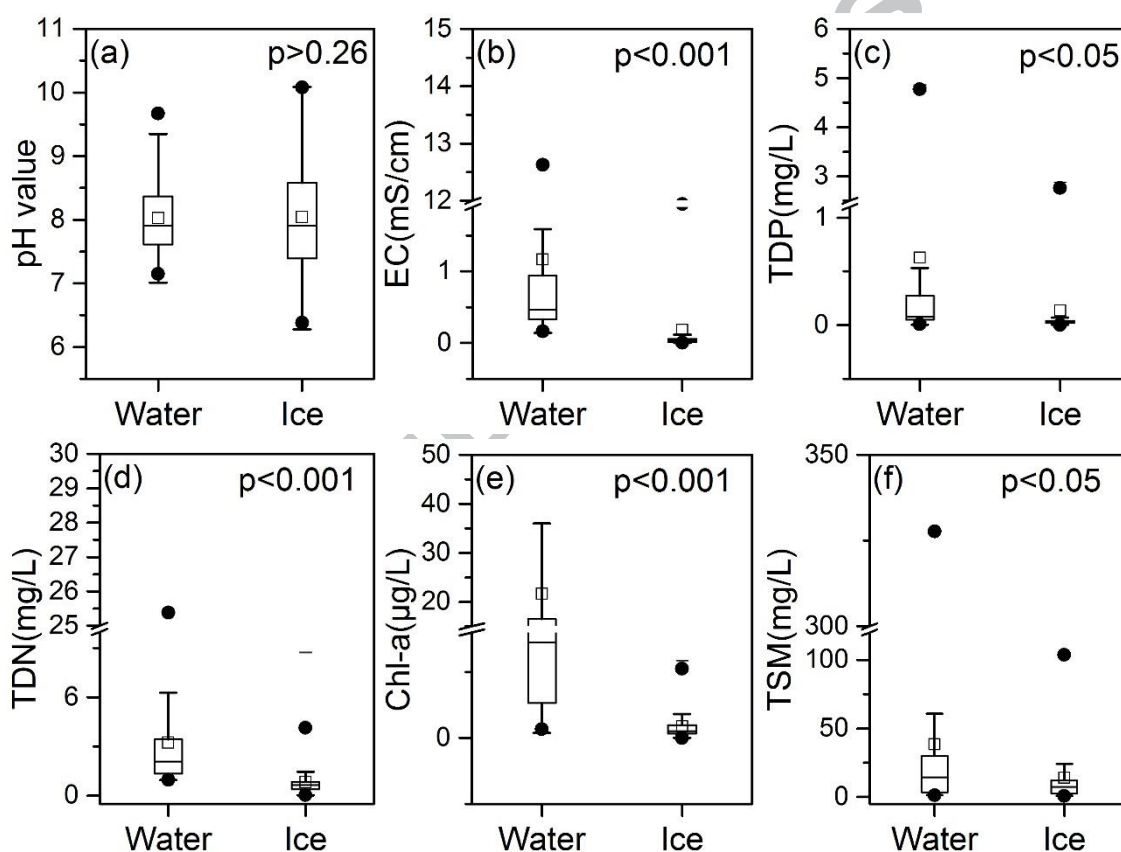 (a)
p>0.26
pH value
11
10
9
8
7
6
Water
Ice
(b)
p<0.001
EC(mS/cm)
15
14
13
12
1
0
Water
Ice
(c)
p<0.05
TDP(mg/L)
6
5
4
3
2
1
0
Water
Ice
(d)
p<0.001
TDN(mg/L)
30
29
28
27
26
25
6
0
Water
Ice
(e)
p<0.001
Chl-a(μg/L)
50
40
30
20
0
Water
Ice
(f)
p<0.05
TSM(mg/L)
350
300
100
50
0
Water
Ice